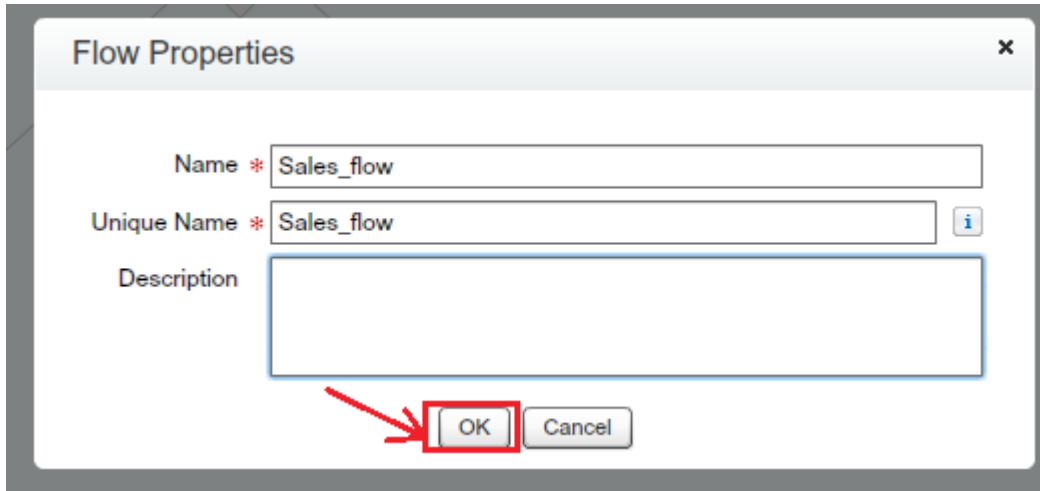 Flow Properties ×
Name * Sales_flow
Unique Name * Sales_flow i
Description
OK Cancel